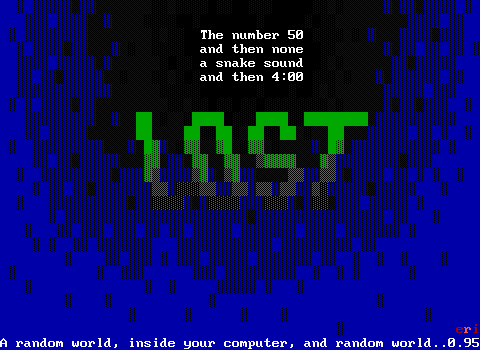 The number 50
and then none
a snake sound
and then 4:00
LOST
eri
A random world, inside your computer, and random world..0.95